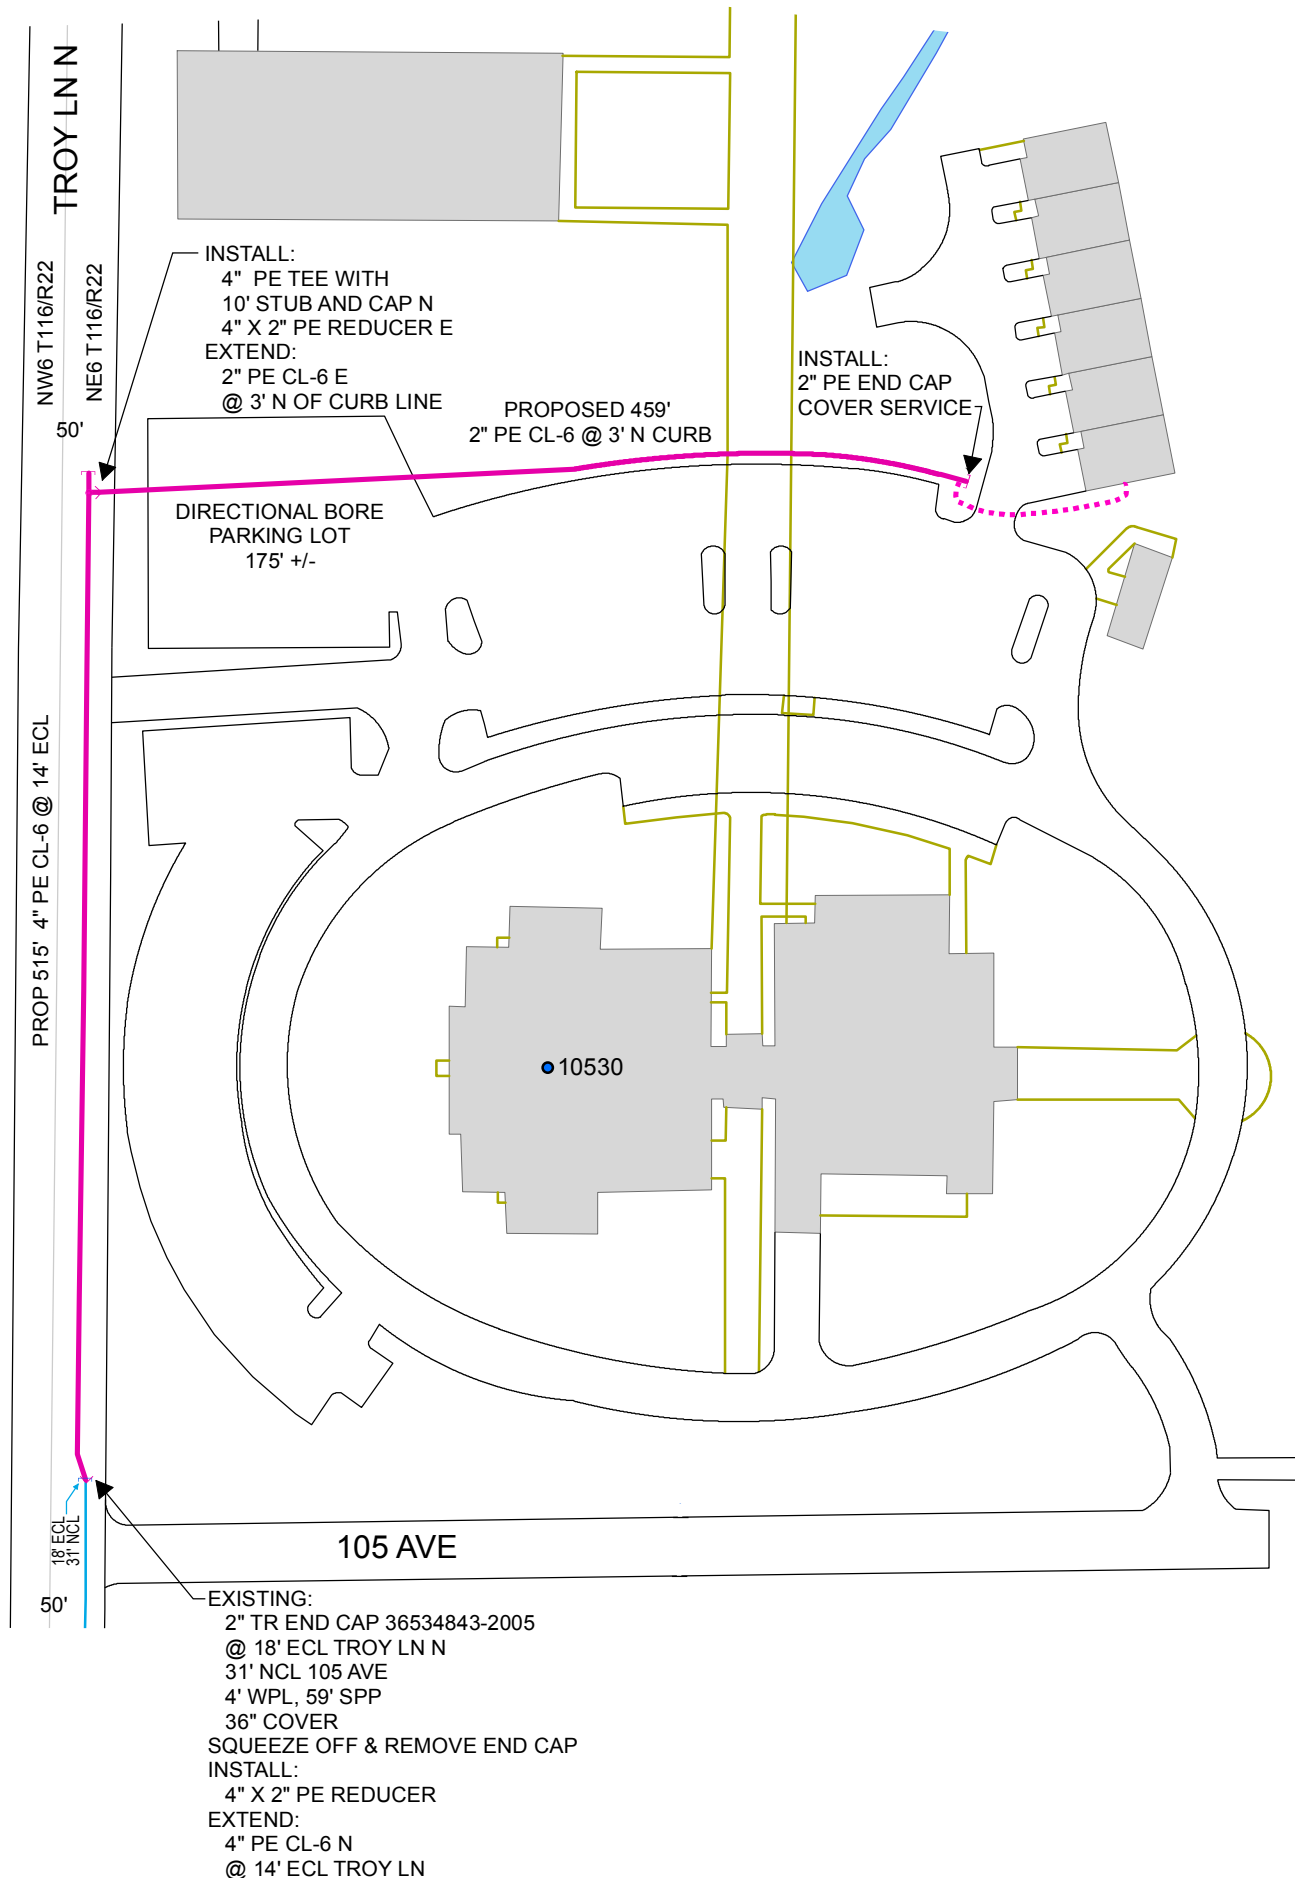 TROY LN N
NW6 T116/R22
NE6 T116/R22
50'
INSTALL:
4" PE TEE WITH
10' STUB AND CAP N
4" X 2" PE REDUCER E
EXTEND:
2" PE CL-6 E
@ 3' N OF CURB LINE
PROPOSED 459'
2" PE CL-6 @ 3' N CURB
INSTALL:
2" PE END CAP
COVER SERVICE
DIRECTIONAL BORE
PARKING LOT
175' +/-
PROP 515' 4" PE CL-6 @ 14' ECL
10530
18' ECL
31' NCL
105 AVE
50'
EXISTING:
2" TR END CAP 36534843-2005
@ 18' ECL TROY LN N
31' NCL 105 AVE
4' WPL, 59' SPP
36" COVER
SQUEEZE OFF & REMOVE END CAP
INSTALL:
4" X 2" PE REDUCER
EXTEND:
4" PE CL-6 N
@ 14' ECL TROY LN